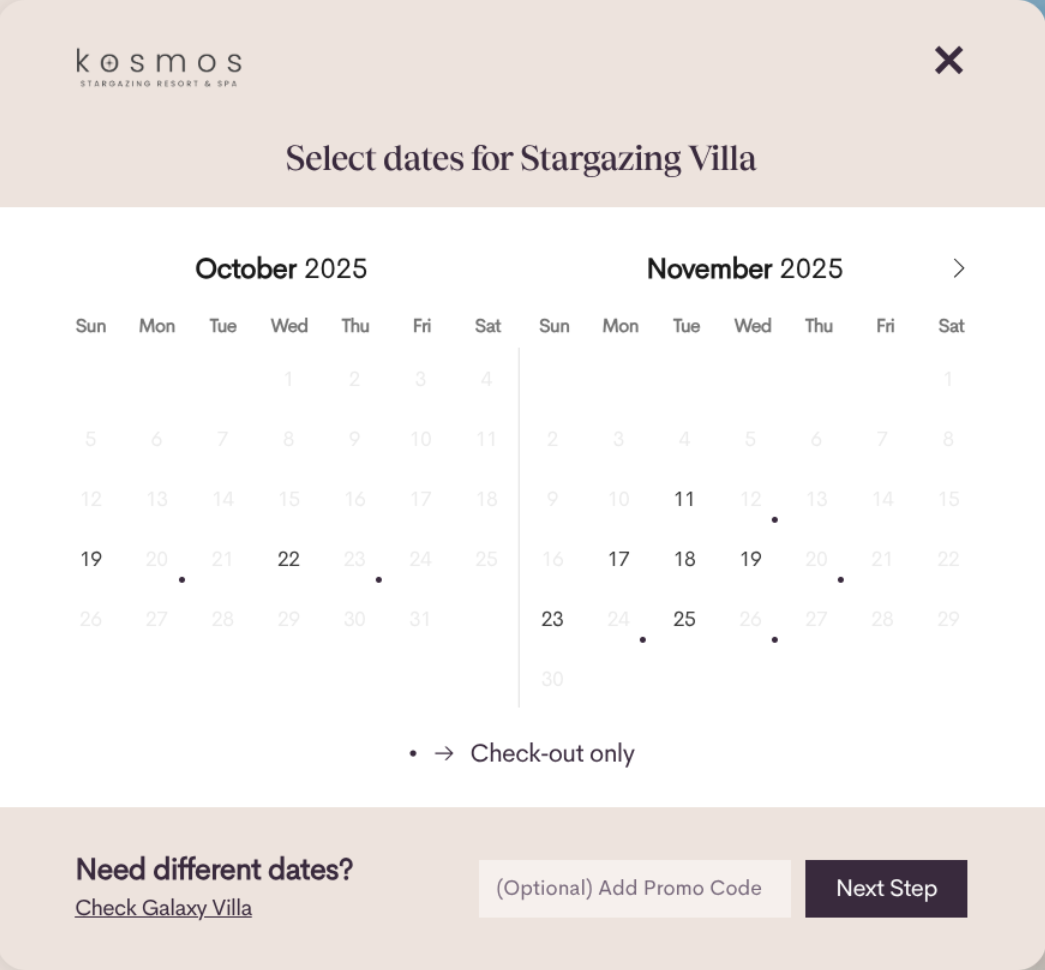 kosmos
STARGAZING RESORT & SPA
Select dates for Stargazing Villa
October 2025
Sun Mon Tue Wed Thu Fri Sat
1 2 3 4
5 6 7 8 9 10 11
12 13 14 15 16 17 18
19 20 21 22 23 24 25
26 27 28 29 30 31
November 2025
Sun Mon Tue Wed Thu Fri Sat
1
2 3 4 5 6 7 8
9 10 11 12 13 14 15
16 17 18 19 20 21 22
23 24 25 26 27 28 29
30
• → Check-out only
Need different dates?
Check Galaxy Villa
(Optional) Add Promo Code
Next Step